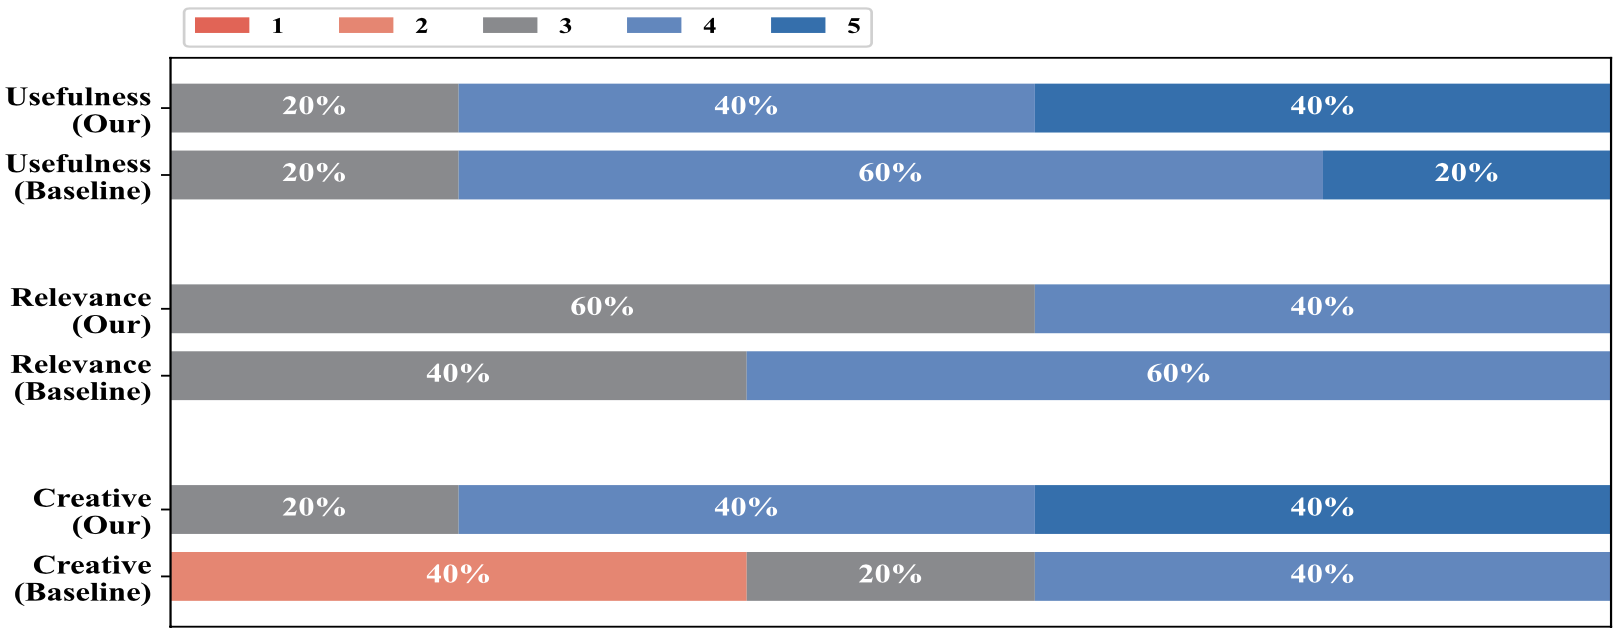 1 2 3 4 5
Usefulness
(Our)
20% 40% 40%
Usefulness
(Baseline)
20% 60% 20%
Relevance
(Our)
60% 40%
Relevance
(Baseline)
40% 60%
Creative
(Our)
20% 40% 40%
Creative
(Baseline)
40% 20% 40%